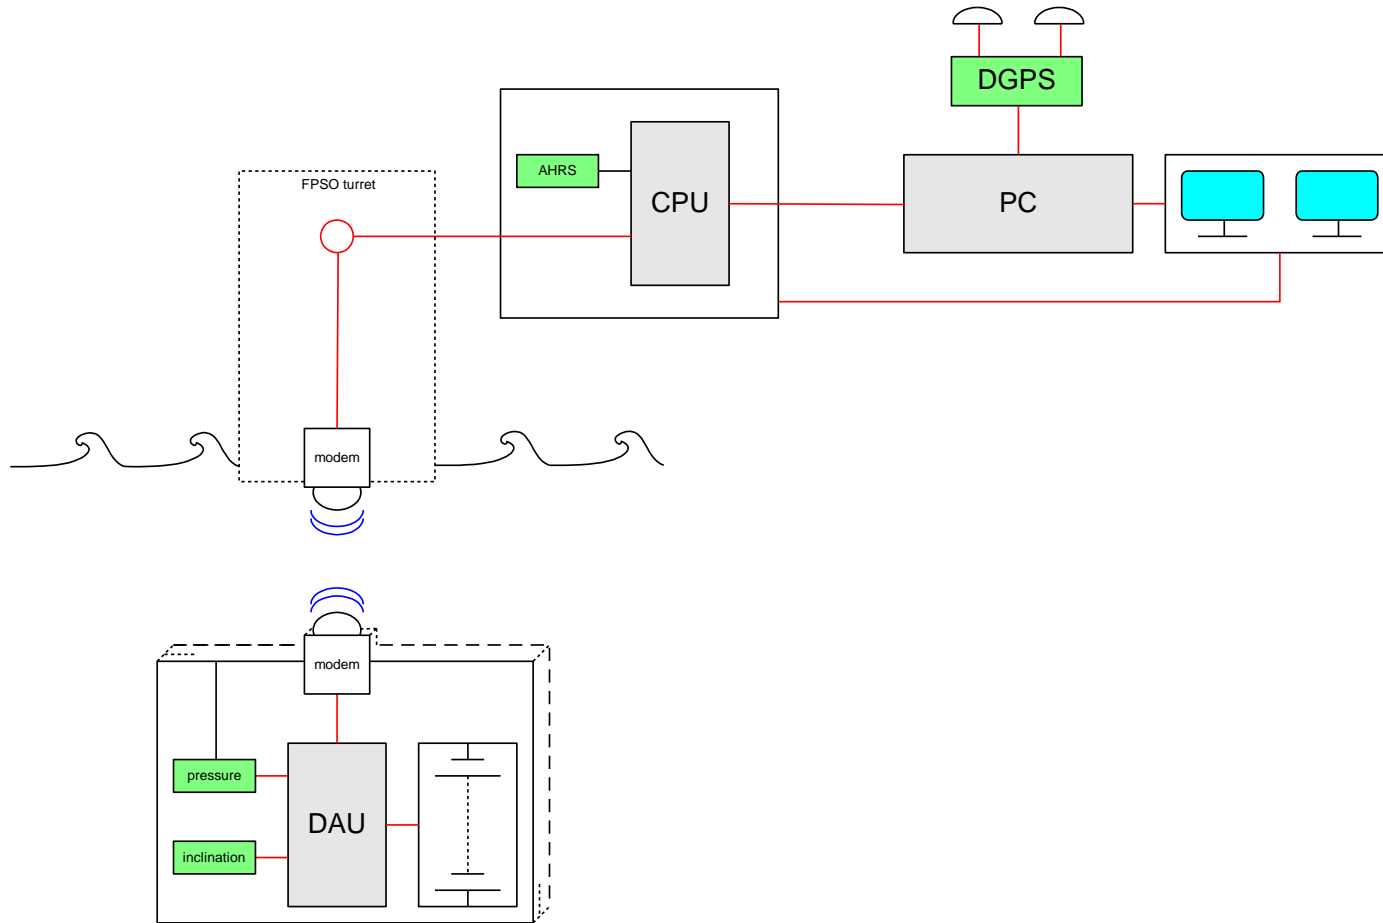 DGPS
AHRS
CPU
PC
FPSO turret
modem
modem
pressure
DAU
inclination